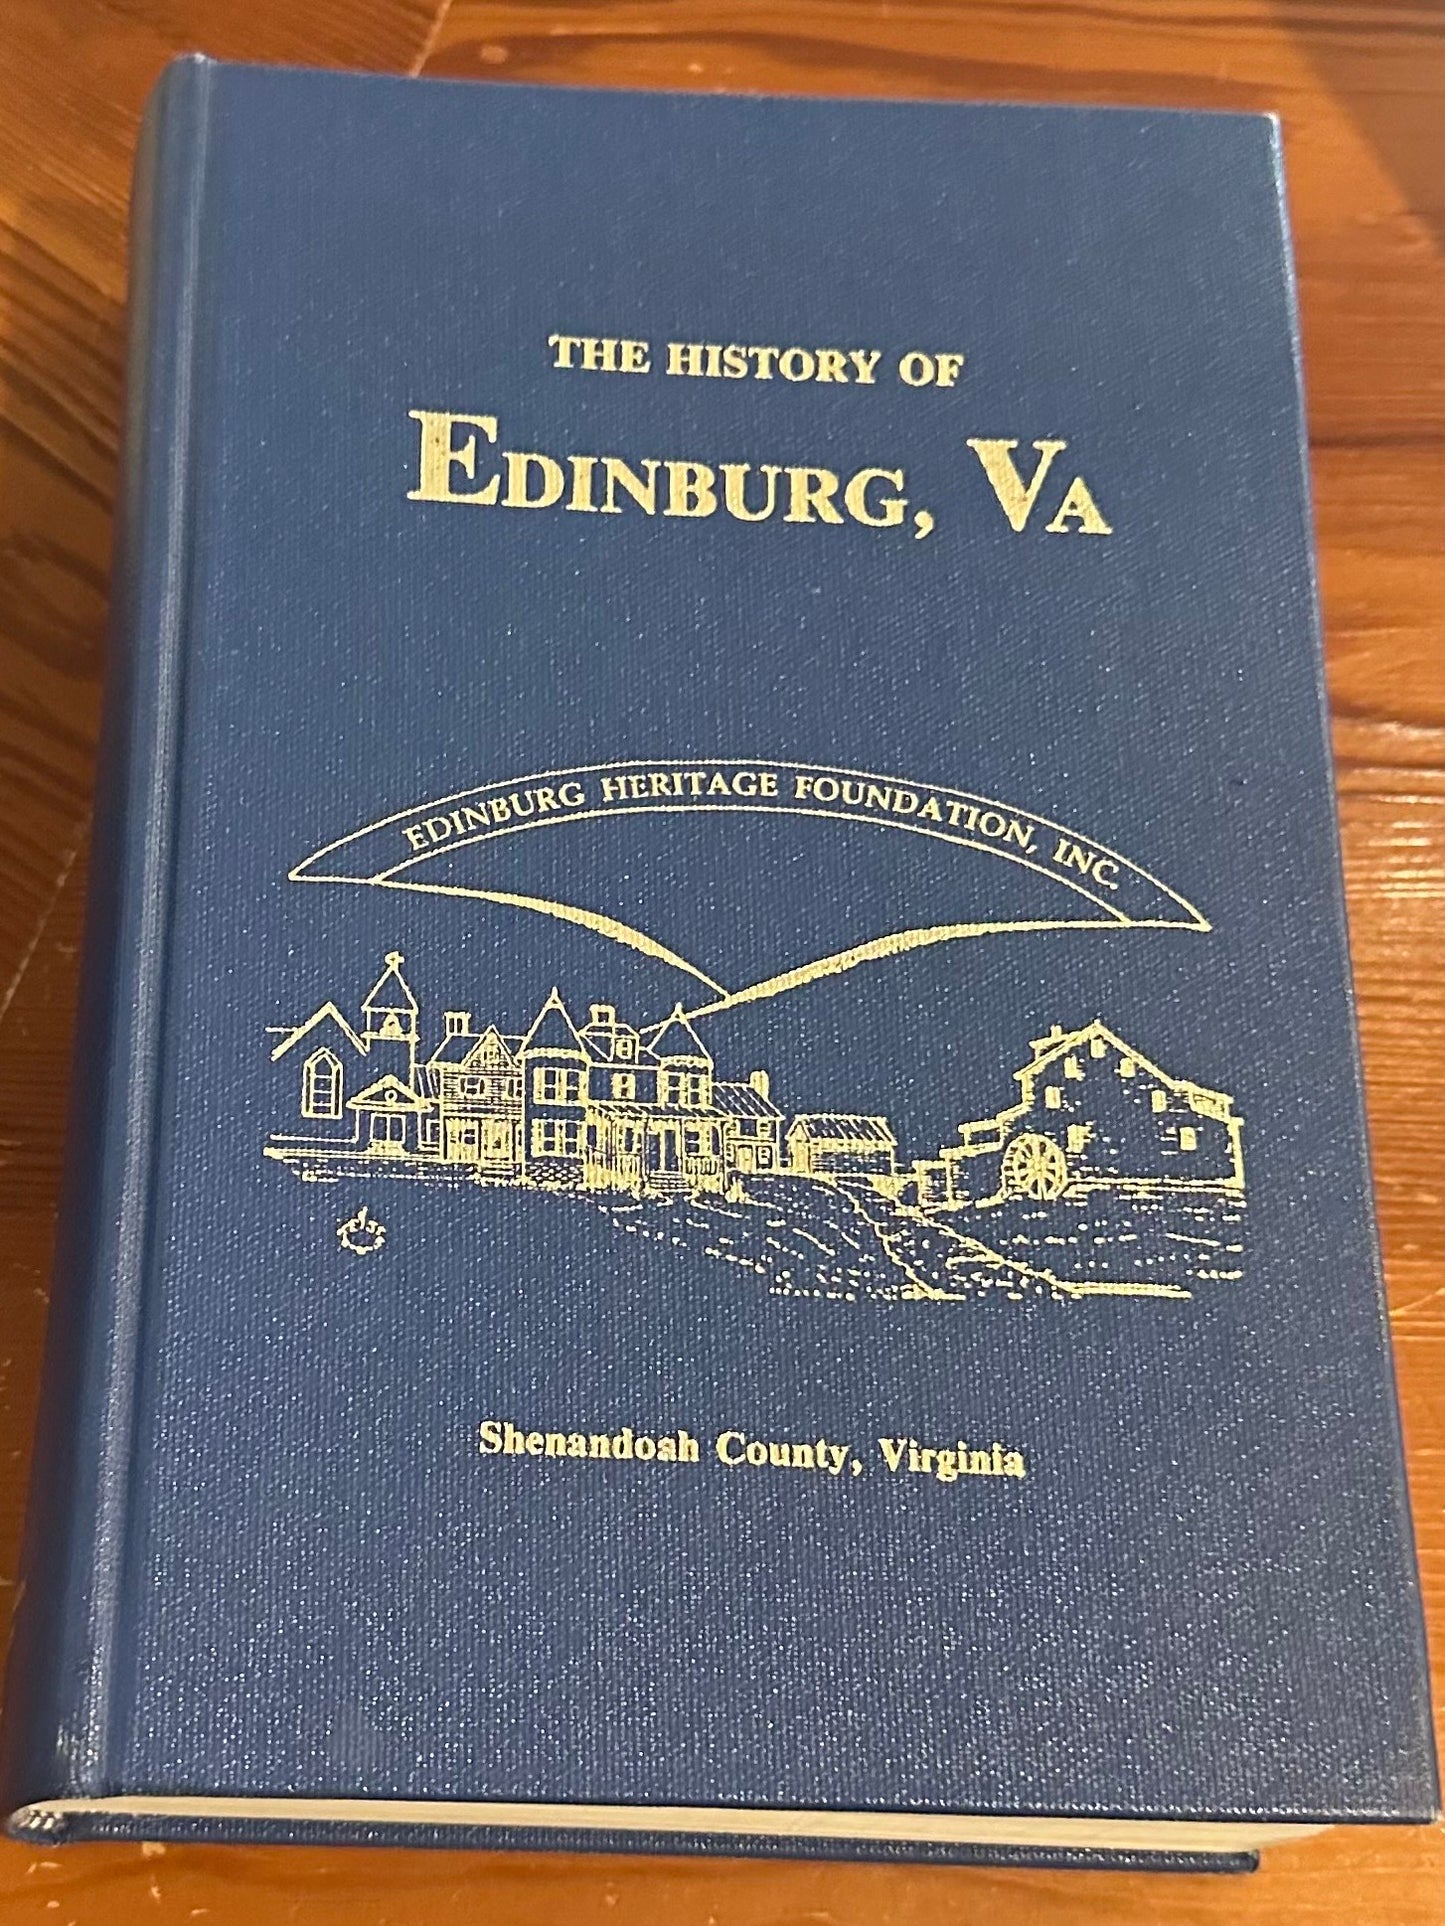 THE HISTORY OF
EDINBURG, VA
EDINBURG HERITAGE FOUNDATION, INC.
Shenandoah County, Virginia